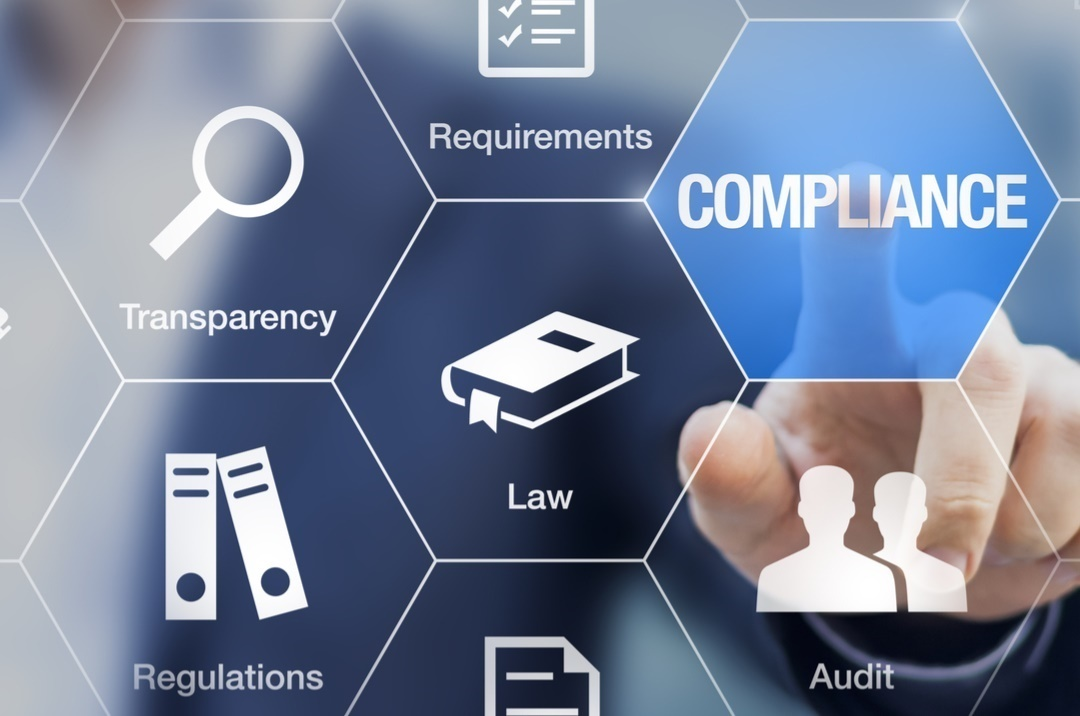 Requirements
COMPLIANCE
Transparency
Law
Regulations
Audit